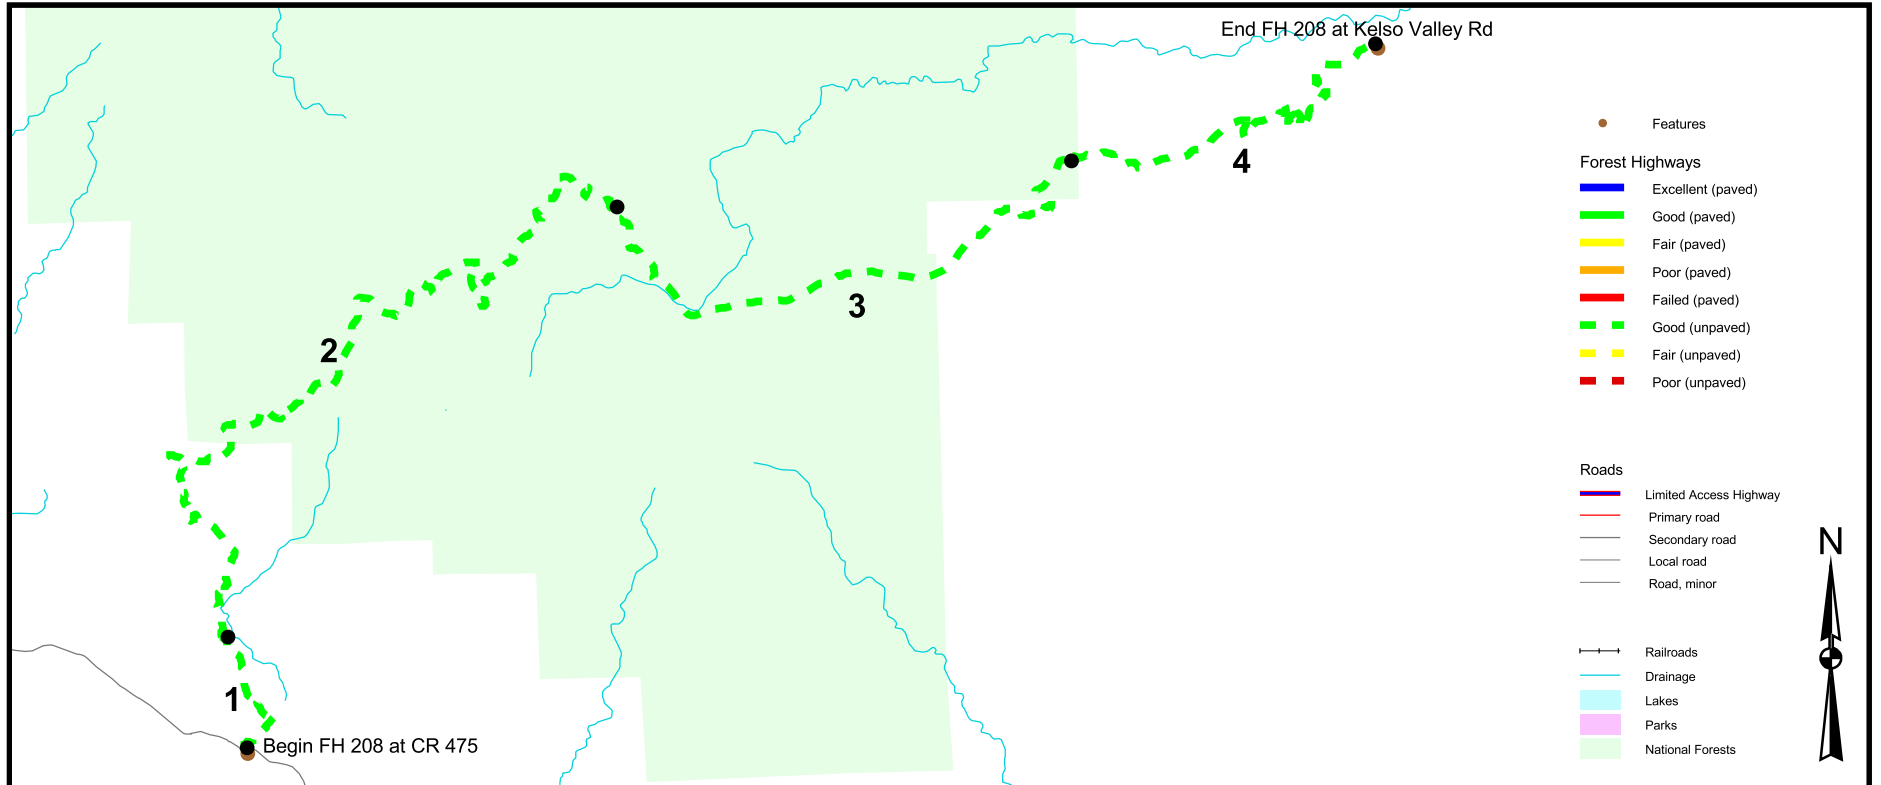 End FH 208 at Kelso Valley Rd
4
3
2
1
Begin FH 208 at CR 475
Features
Forest Highways
Excellent (paved)
Good (paved)
Fair (paved)
Poor (paved)
Failed (paved)
Good (unpaved)
Fair (unpaved)
Poor (unpaved)
Roads
Limited Access Highway
Primary road
Secondary road
Local road
Road, minor
N
Railroads
Drainage
Lakes
Parks
National Forests